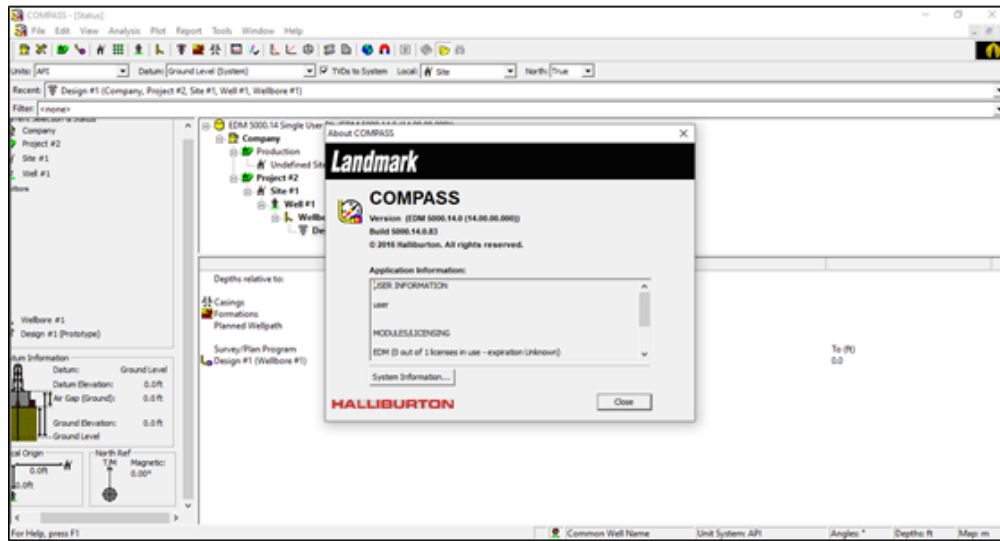 COMPASS - [Status]
File Edit View Analysis Plot Report Tools Window Help
Units: API Datum: Ground Level (System) TVDs to System Local: Site North: True
Recent: Design #1 (Company, Project #2, Site #1, Well #1, Wellbore #1)
Filter: <none>
Company
Project #2
Site #1
Well #1
Wellbore #1
Design #1 (Prototype)
Datum: Ground Level
Datum Elevation: 0.0ft
Air Gap (Ground): 0.0ft
Ground Elevation: 0.0ft
Ground Level
North Ref
0.0ft
T M Magnetic:
0.00°
0.0ft
EDM 5000.14 Single User
Company
Production
Undefined
Project #2
Site #1
Well #1
Depths relative to:
Casings
Formations
Planned Wellpath
Survey/Plan Program To (ft)
Design #1 (Wellbore #1) 0.0
About COMPASS
Landmark
COMPASS
Version (EDM 5000.14.0 (14.00.00.000))
Build 5000.14.0.83
© 2016 Halliburton. All rights reserved.
Application Information:
USER INFORMATION
user
MODULES/LICENSING
EDM (0 out of 1 licenses in use - expiration Unknown)
System Information...
HALLIBURTON
Close
For Help, press F1 Common Well Name Unit System: API Angles: ° Depths: ft Map: m